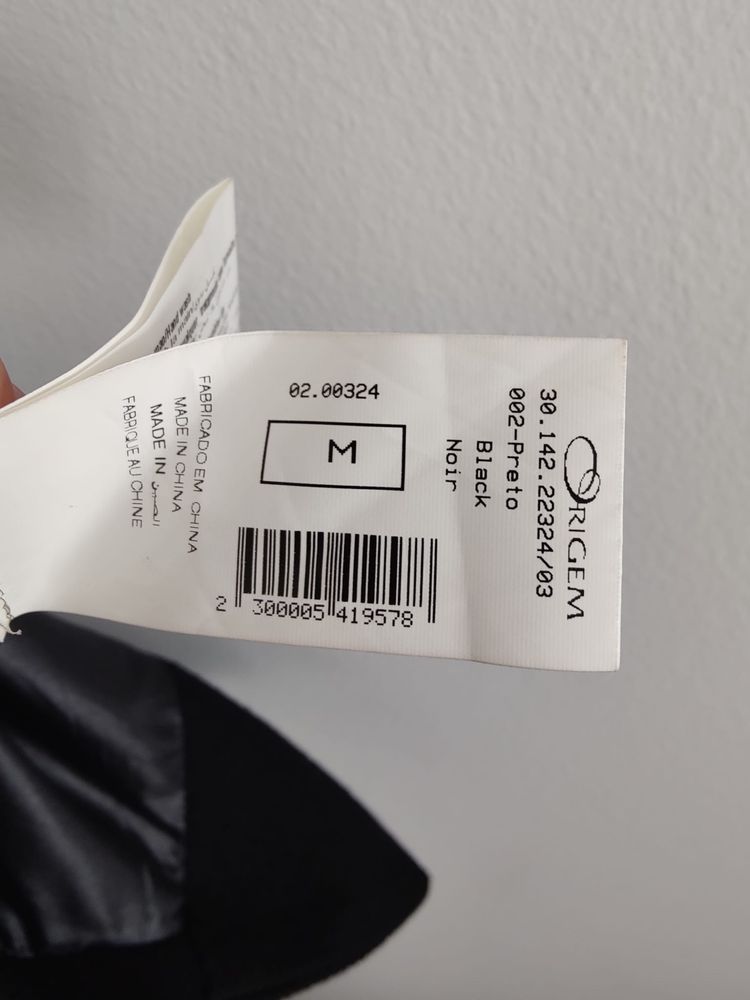 ORIGEM
30.142.22324/03
002-Preto
Black
Noir
02.00324
M
2 300005 419578
FABRICADO EM CHINA
MADE IN CHINA
MADE IN الصين
FABRIQUE AU CHINE